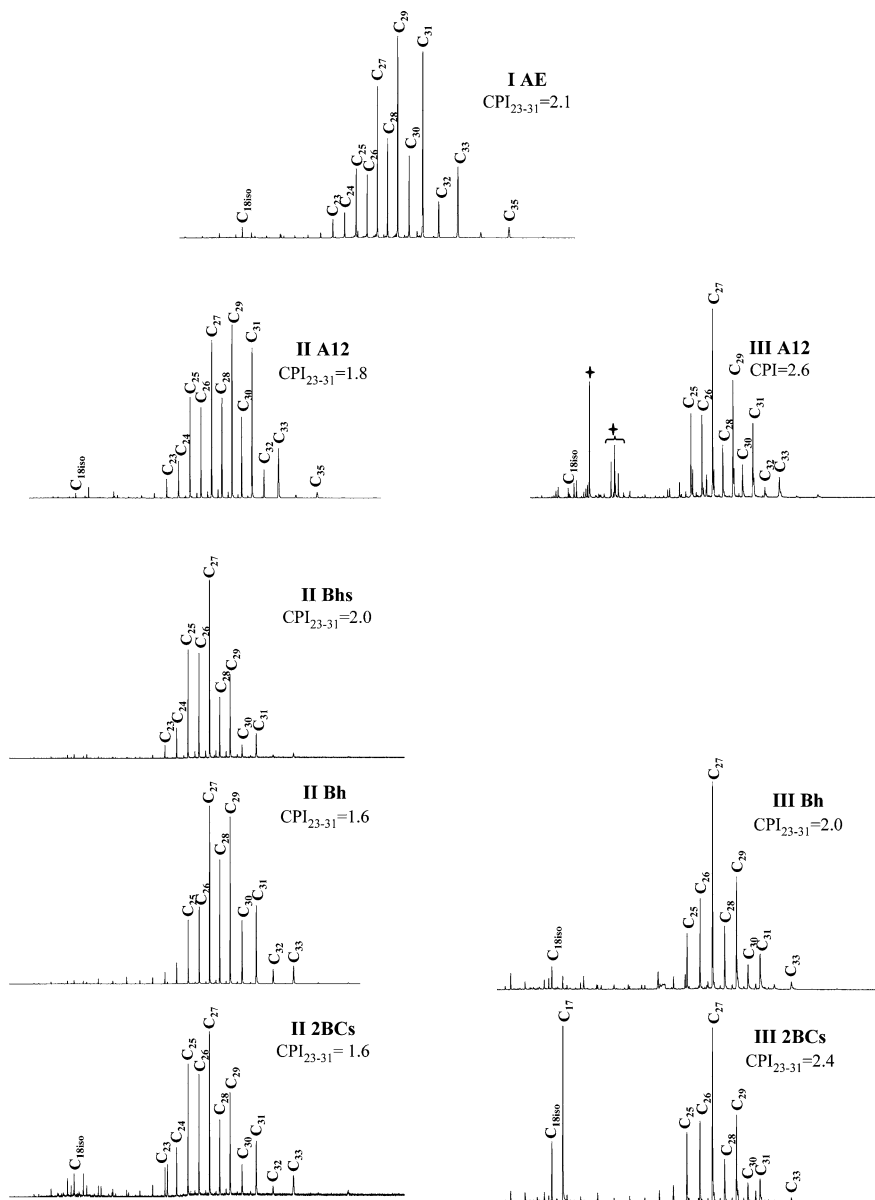 I AE
CPI23-31=2.1
C18iso
C23
C24
C25
C26
C27
C28
C29
C30
C31
C32
C33
C35
II A12
CPI23-31=1.8
C18iso
C23
C24
C25
C26
C27
C28
C29
C30
C31
C32
C33
C35
III A12
CPI=2.6
C18iso
C25
C26
C27
C28
C29
C30
C31
C32
C33
II Bhs
CPI23-31=2.0
C23
C24
C25
C26
C27
C28
C29
C30
C31
II Bh
CPI23-31=1.6
C25
C26
C27
C28
C29
C30
C31
C32
C33
III Bh
CPI23-31=2.0
C18iso
C25
C26
C27
C28
C29
C30
C31
C33
II 2BCs
CPI23-31= 1.6
C18iso
C23
C24
C25
C26
C27
C28
C29
C30
C31
C32
C33
III 2BCs
CPI23-31=2.4
C18iso
C17
C25
C26
C27
C28
C29
C30
C31
C33